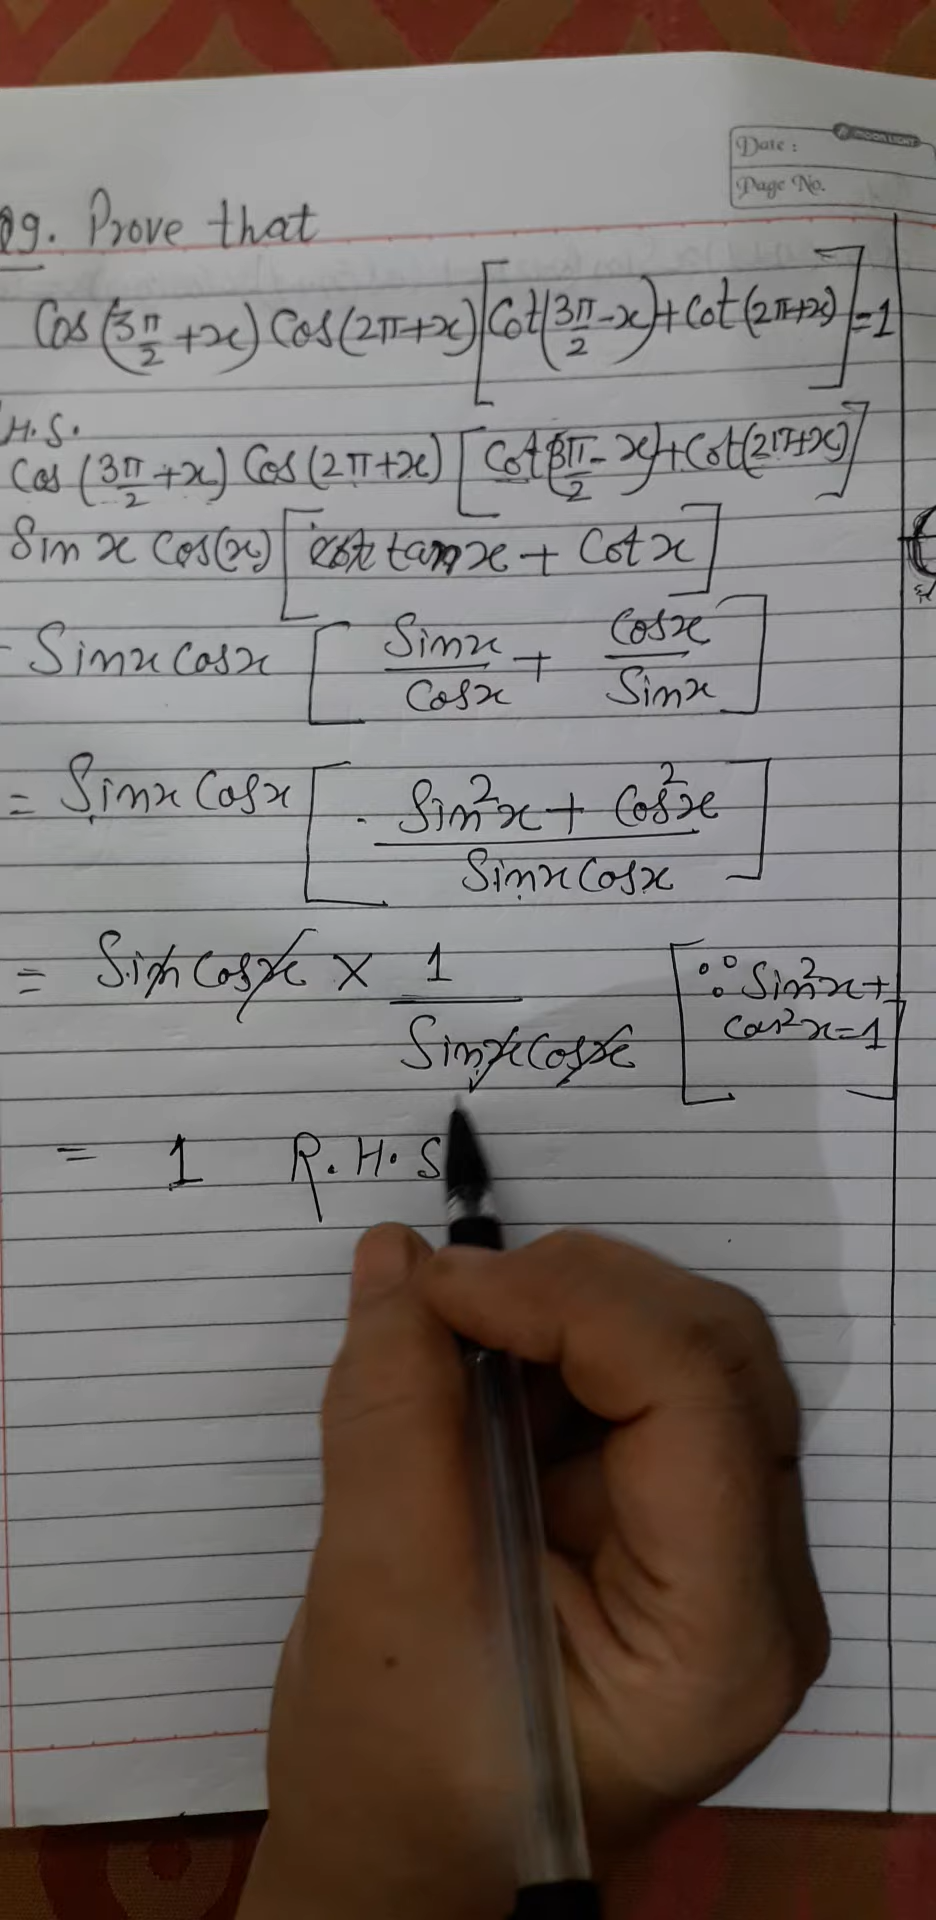 Date :
MOON LIGHT
Page No.
Q9. Prove that
Cos(3π/2 + x) Cos(2π+x) [Cot(3π/2 - x) + Cot(2π+x)] = 1
H.S.
Cos(3π/2 + x) Cos(2π+x) [Cot(3π/2 - x) + Cot(2π+x)]
Sin x Cos(x) [tan x + Cot x]
- Sinx Cosx [Sinx/Cosx + Cosx/Sinx]
= Sinx Cosx [Sin²x + Cos²x / Sinx Cosx]
= Sinx Cosx × 1/Sinx Cosx [∵ Sin²x + Cos²x = 1]
= 1 R.H.S